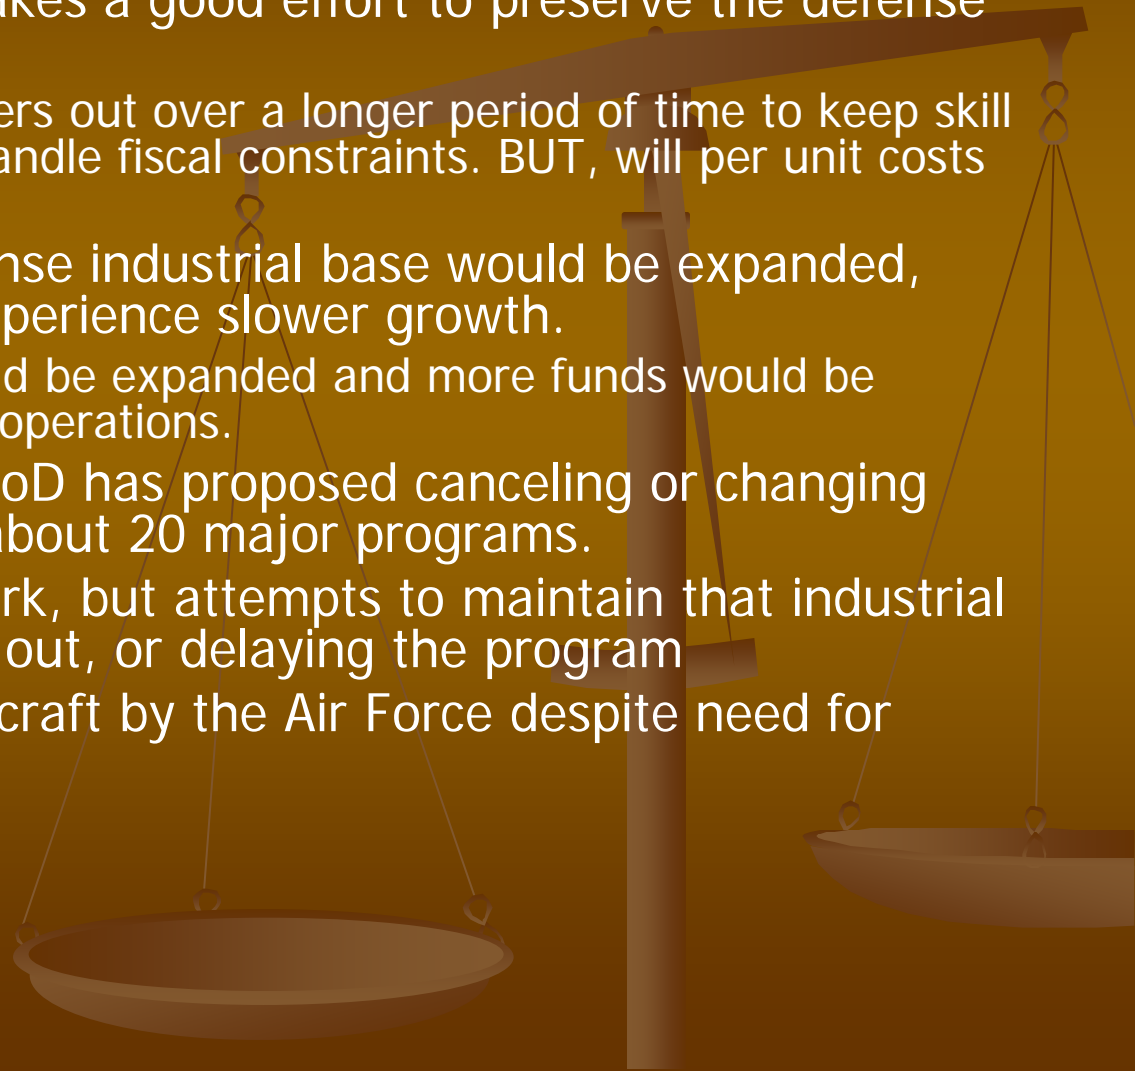 akes a good effort to preserve the defense
ers out over a longer period of time to keep skill
andle fiscal constraints. BUT, will per unit costs
nse industrial base would be expanded,
perience slower growth.
d be expanded and more funds would be
operations.
oD has proposed canceling or changing
about 20 major programs.
rk, but attempts to maintain that industrial
out, or delaying the program
craft by the Air Force despite need for